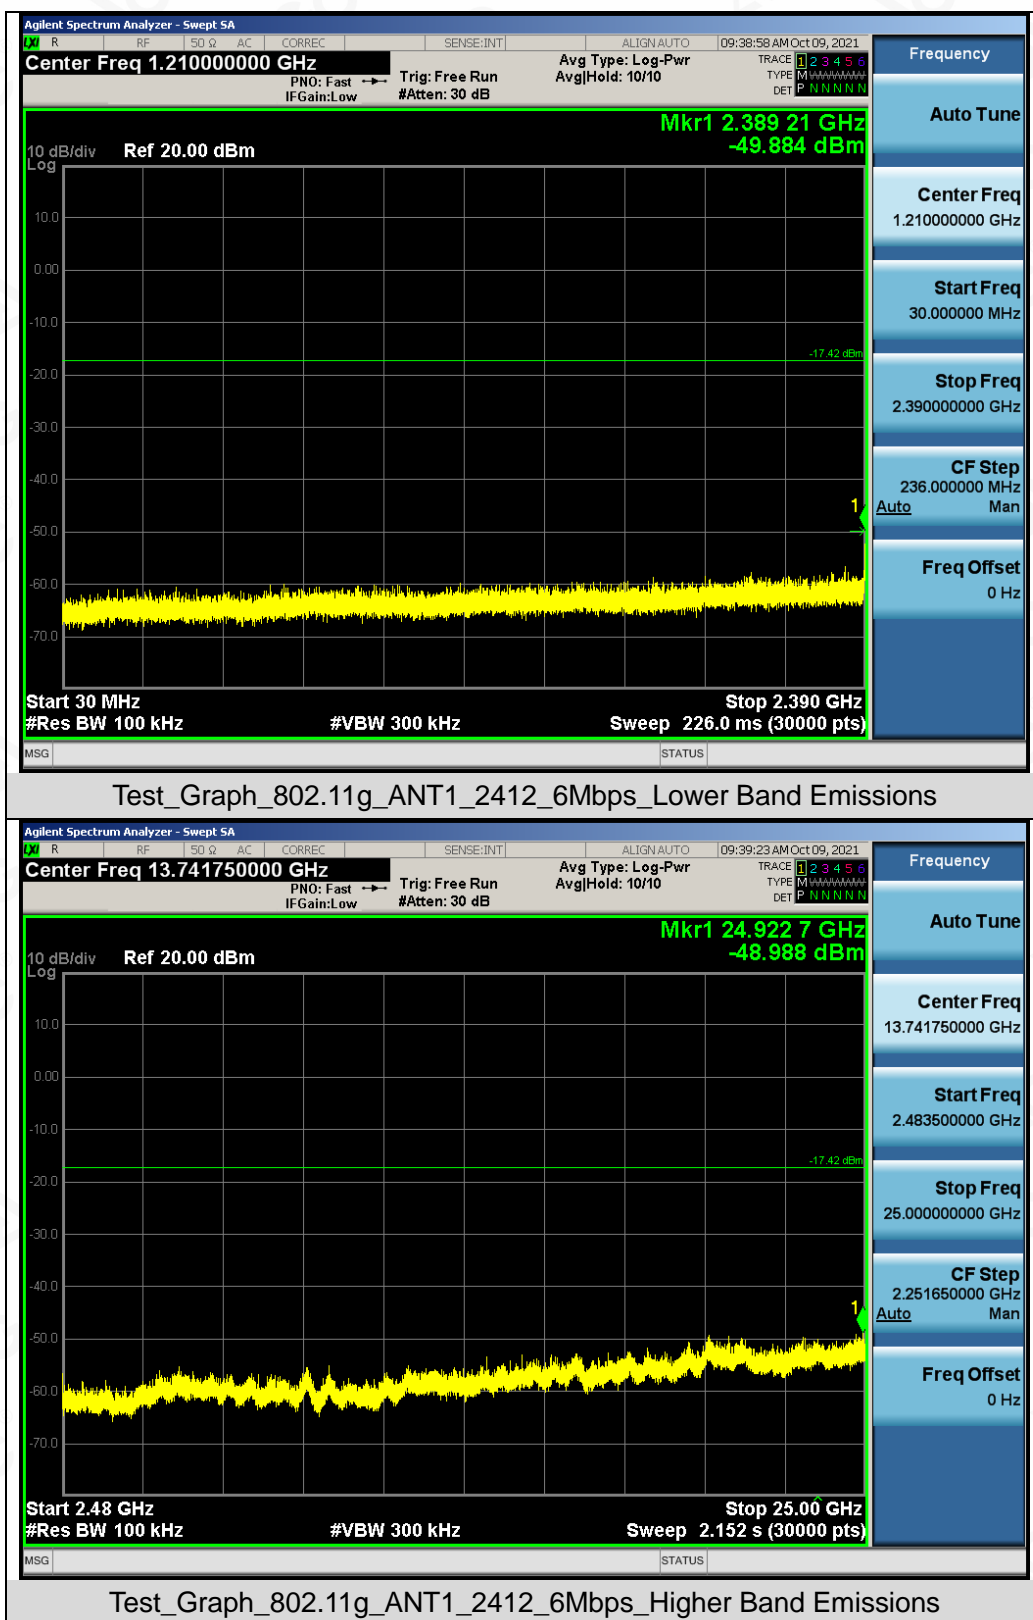 Agilent Spectrum Analyzer - Swept SA
LXI R RF 50 Ω AC CORREC SENSE:INT ALIGN AUTO 09:38:58 AM Oct 09, 2021
Center Freq 1.210000000 GHz Avg Type: Log-Pwr TRACE 1 2 3 4 5 6
PNO: Fast Trig: Free Run Avg|Hold: 10/10 TYPE M
IFGain:Low #Atten: 30 dB DET P N N N N N
Frequency
Mkr1 2.389 21 GHz
-49.884 dBm
10 dB/div Ref 20.00 dBm
Log
10.0
0.00
-10.0
-17.42 dBm
-20.0
-30.0
-40.0
1
-50.0
-60.0
-70.0
Start 30 MHz Stop 2.390 GHz
#Res BW 100 kHz #VBW 300 kHz Sweep 226.0 ms (30000 pts)
MSG STATUS
Auto Tune
Center Freq
1.210000000 GHz
Start Freq
30.000000 MHz
Stop Freq
2.390000000 GHz
CF Step
236.000000 MHz
Auto Man
Freq Offset
0 Hz
Test_Graph_802.11g_ANT1_2412_6Mbps_Lower Band Emissions
Agilent Spectrum Analyzer - Swept SA
LXI R RF 50 Ω AC CORREC SENSE:INT ALIGN AUTO 09:39:23 AM Oct 09, 2021
Center Freq 13.741750000 GHz Avg Type: Log-Pwr TRACE 1 2 3 4 5 6
PNO: Fast Trig: Free Run Avg|Hold: 10/10 TYPE M
IFGain:Low #Atten: 30 dB DET P N N N N N
Frequency
Mkr1 24.922 7 GHz
-48.988 dBm
10 dB/div Ref 20.00 dBm
Log
10.0
0.00
-10.0
-17.42 dBm
-20.0
-30.0
-40.0
1
-50.0
-60.0
-70.0
Start 2.48 GHz Stop 25.00 GHz
#Res BW 100 kHz #VBW 300 kHz Sweep 2.152 s (30000 pts)
MSG STATUS
Auto Tune
Center Freq
13.741750000 GHz
Start Freq
2.483500000 GHz
Stop Freq
25.000000000 GHz
CF Step
2.251650000 GHz
Auto Man
Freq Offset
0 Hz
Test_Graph_802.11g_ANT1_2412_6Mbps_Higher Band Emissions